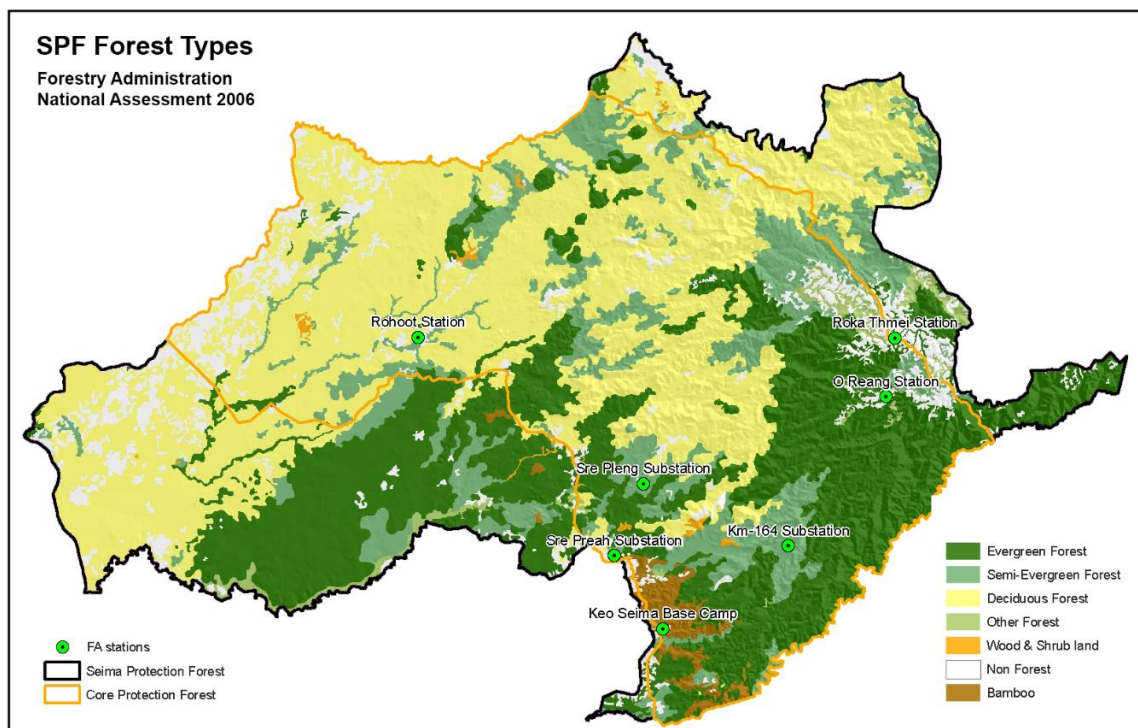 SPF Forest Types
Forestry Administration
National Assessment 2006
Rohoot Station
Roka Thmei Station
O Reang Station
Sre Pleng Substation
Km-164 Substation
Sre Preah Substation
Keo Seima Base Camp
FA stations
Seima Protection Forest
Core Protection Forest
Evergreen Forest
Semi-Evergreen Forest
Deciduous Forest
Other Forest
Wood & Shrub land
Non Forest
Bamboo